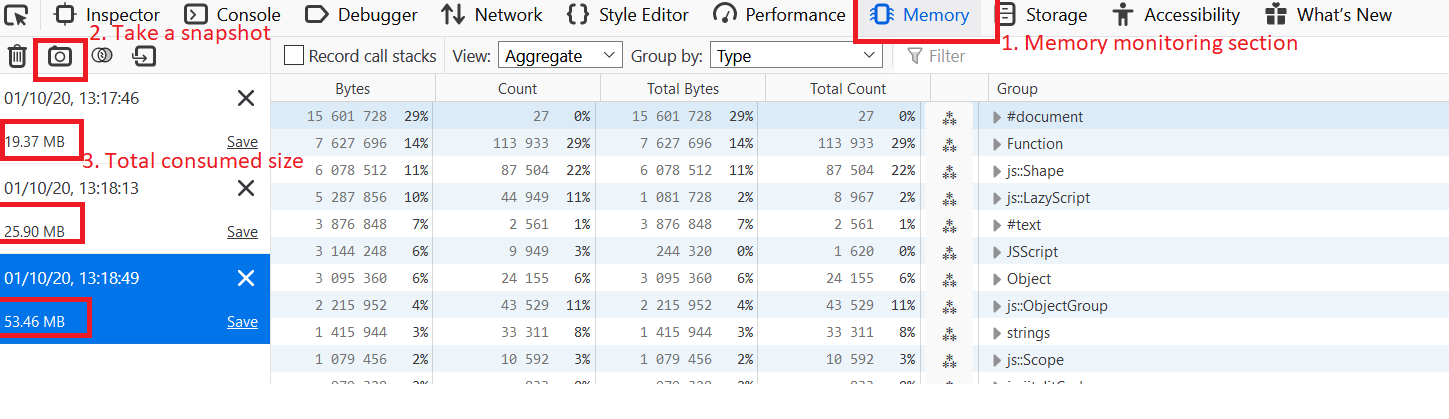 Inspector Console Debugger Network Style Editor Performance Memory Storage Accessibility What's New
2. Take a snapshot
1. Memory monitoring section
Record call stacks View: Aggregate Group by: Type Filter
Bytes Count Total Bytes Total Count Group
01/10/20, 13:17:46
19.37 MB Save
3. Total consumed size
01/10/20, 13:18:13
25.90 MB Save
01/10/20, 13:18:49
53.46 MB Save
15 601 728 29% 27 0% 15 601 728 29% 27 0% #document
7 627 696 14% 113 933 29% 7 627 696 14% 113 933 29% Function
6 078 512 11% 87 504 22% 6 078 512 11% 87 504 22% js::Shape
5 287 856 10% 44 949 11% 1 081 728 2% 8 967 2% js::LazyScript
3 876 848 7% 2 561 1% 3 876 848 7% 2 561 1% #text
3 144 248 6% 9 949 3% 244 320 0% 1 620 0% JSScript
3 095 360 6% 24 155 6% 3 095 360 6% 24 155 6% Object
2 215 952 4% 43 529 11% 2 215 952 4% 43 529 11% js::ObjectGroup
1 415 944 3% 33 311 8% 1 415 944 3% 33 311 8% strings
1 079 456 2% 10 592 3% 1 079 456 2% 10 592 3% js::Scope